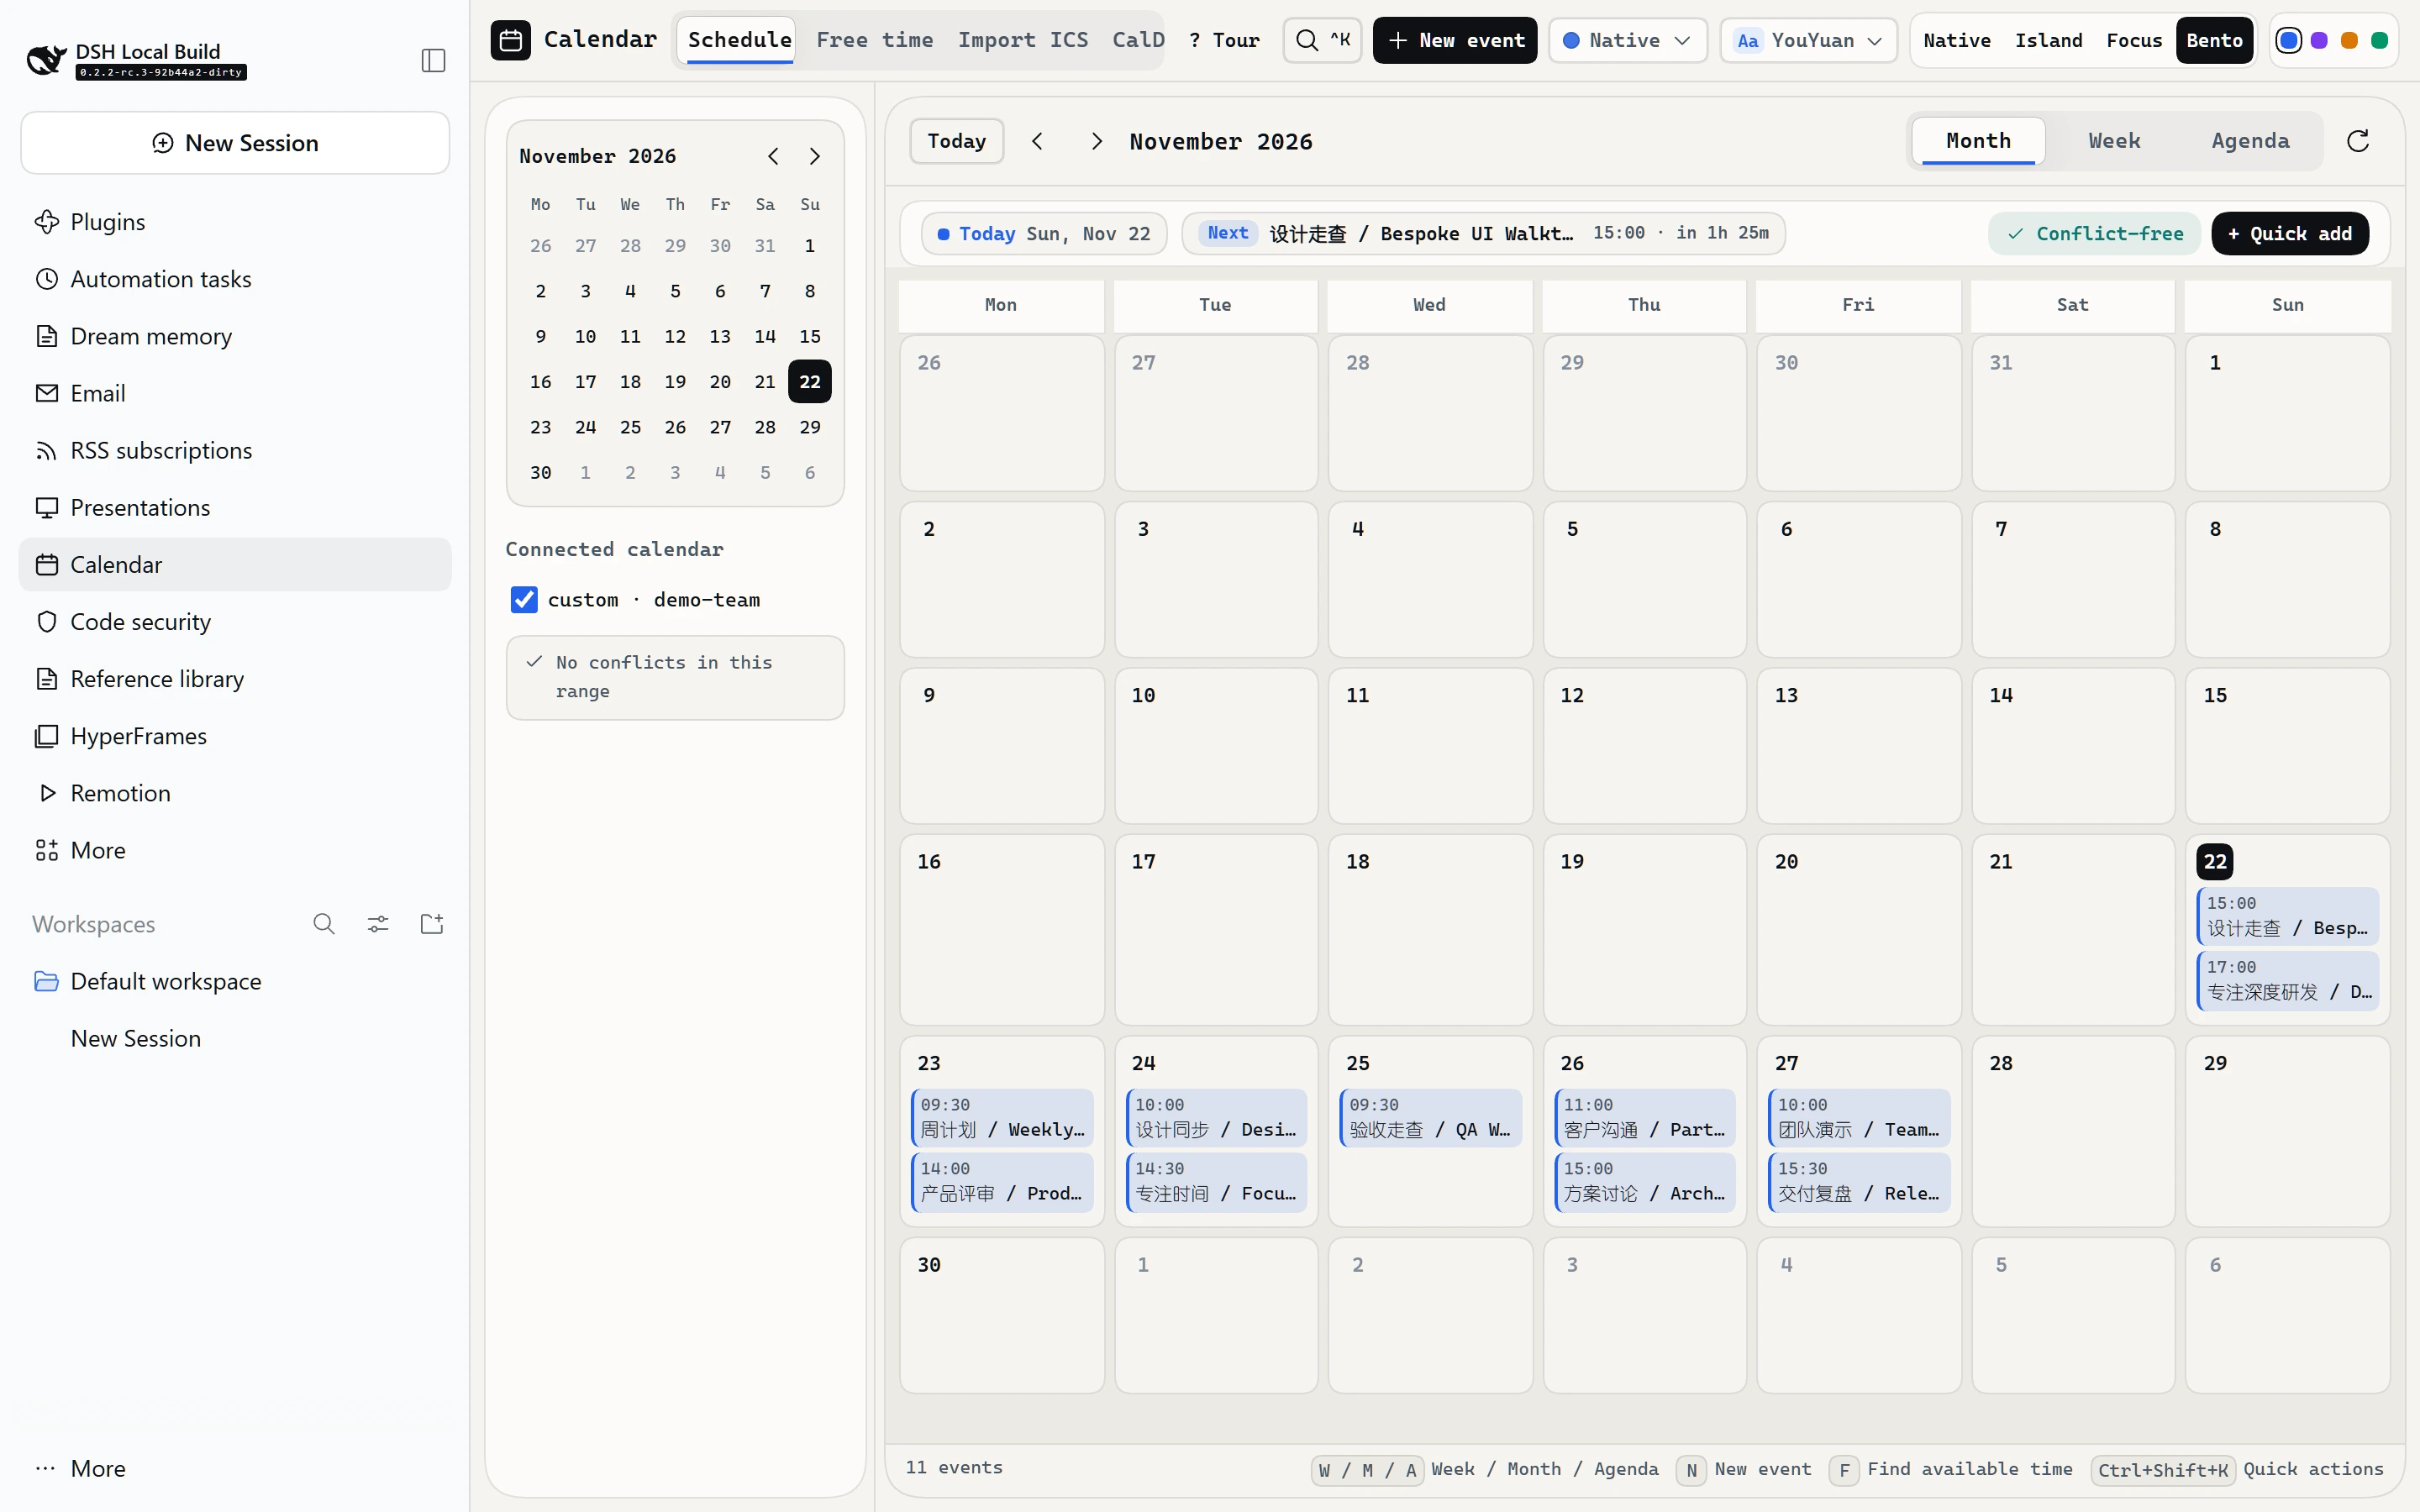 DSH Local Build
0.2.2-rc.3-92b44a2-dirty
New Session
Plugins
Automation tasks
Dream memory
Email
RSS subscriptions
Presentations
Calendar
Code security
Reference library
HyperFrames
Remotion
More
Workspaces
Default workspace
New Session
More
Calendar
Schedule
Free time
Import ICS
CalD
? Tour
^K
+ New event
Native
Aa YouYuan
Native
Island
Focus
Bento
November 2026
Mo Tu We Th Fr Sa Su
26 27 28 29 30 31 1
2 3 4 5 6 7 8
9 10 11 12 13 14 15
16 17 18 19 20 21 22
23 24 25 26 27 28 29
30 1 2 3 4 5 6
Connected calendar
custom · demo-team
No conflicts in this
range
Today
November 2026
Month
Week
Agenda
Today Sun, Nov 22
Next 设计走查 / Bespoke UI Walkt… 15:00 · in 1h 25m
Conflict-free
+ Quick add
Mon Tue Wed Thu Fri Sat Sun
26 27 28 29 30 31 1
2 3 4 5 6 7 8
9 10 11 12 13 14 15
16 17 18 19 20 21 22
15:00
设计走查 / Besp…
17:00
专注深度研发 / D…
23
09:30
周计划 / Weekly…
14:00
产品评审 / Prod…
24
10:00
设计同步 / Desi…
14:30
专注时间 / Focu…
25
09:30
验收走查 / QA W…
26
11:00
客户沟通 / Part…
15:00
方案讨论 / Arch…
27
10:00
团队演示 / Team…
15:30
交付复盘 / Rele…
28
29
30 1 2 3 4 5 6
11 events
W / M / A Week / Month / Agenda N New event F Find available time Ctrl+Shift+K Quick actions